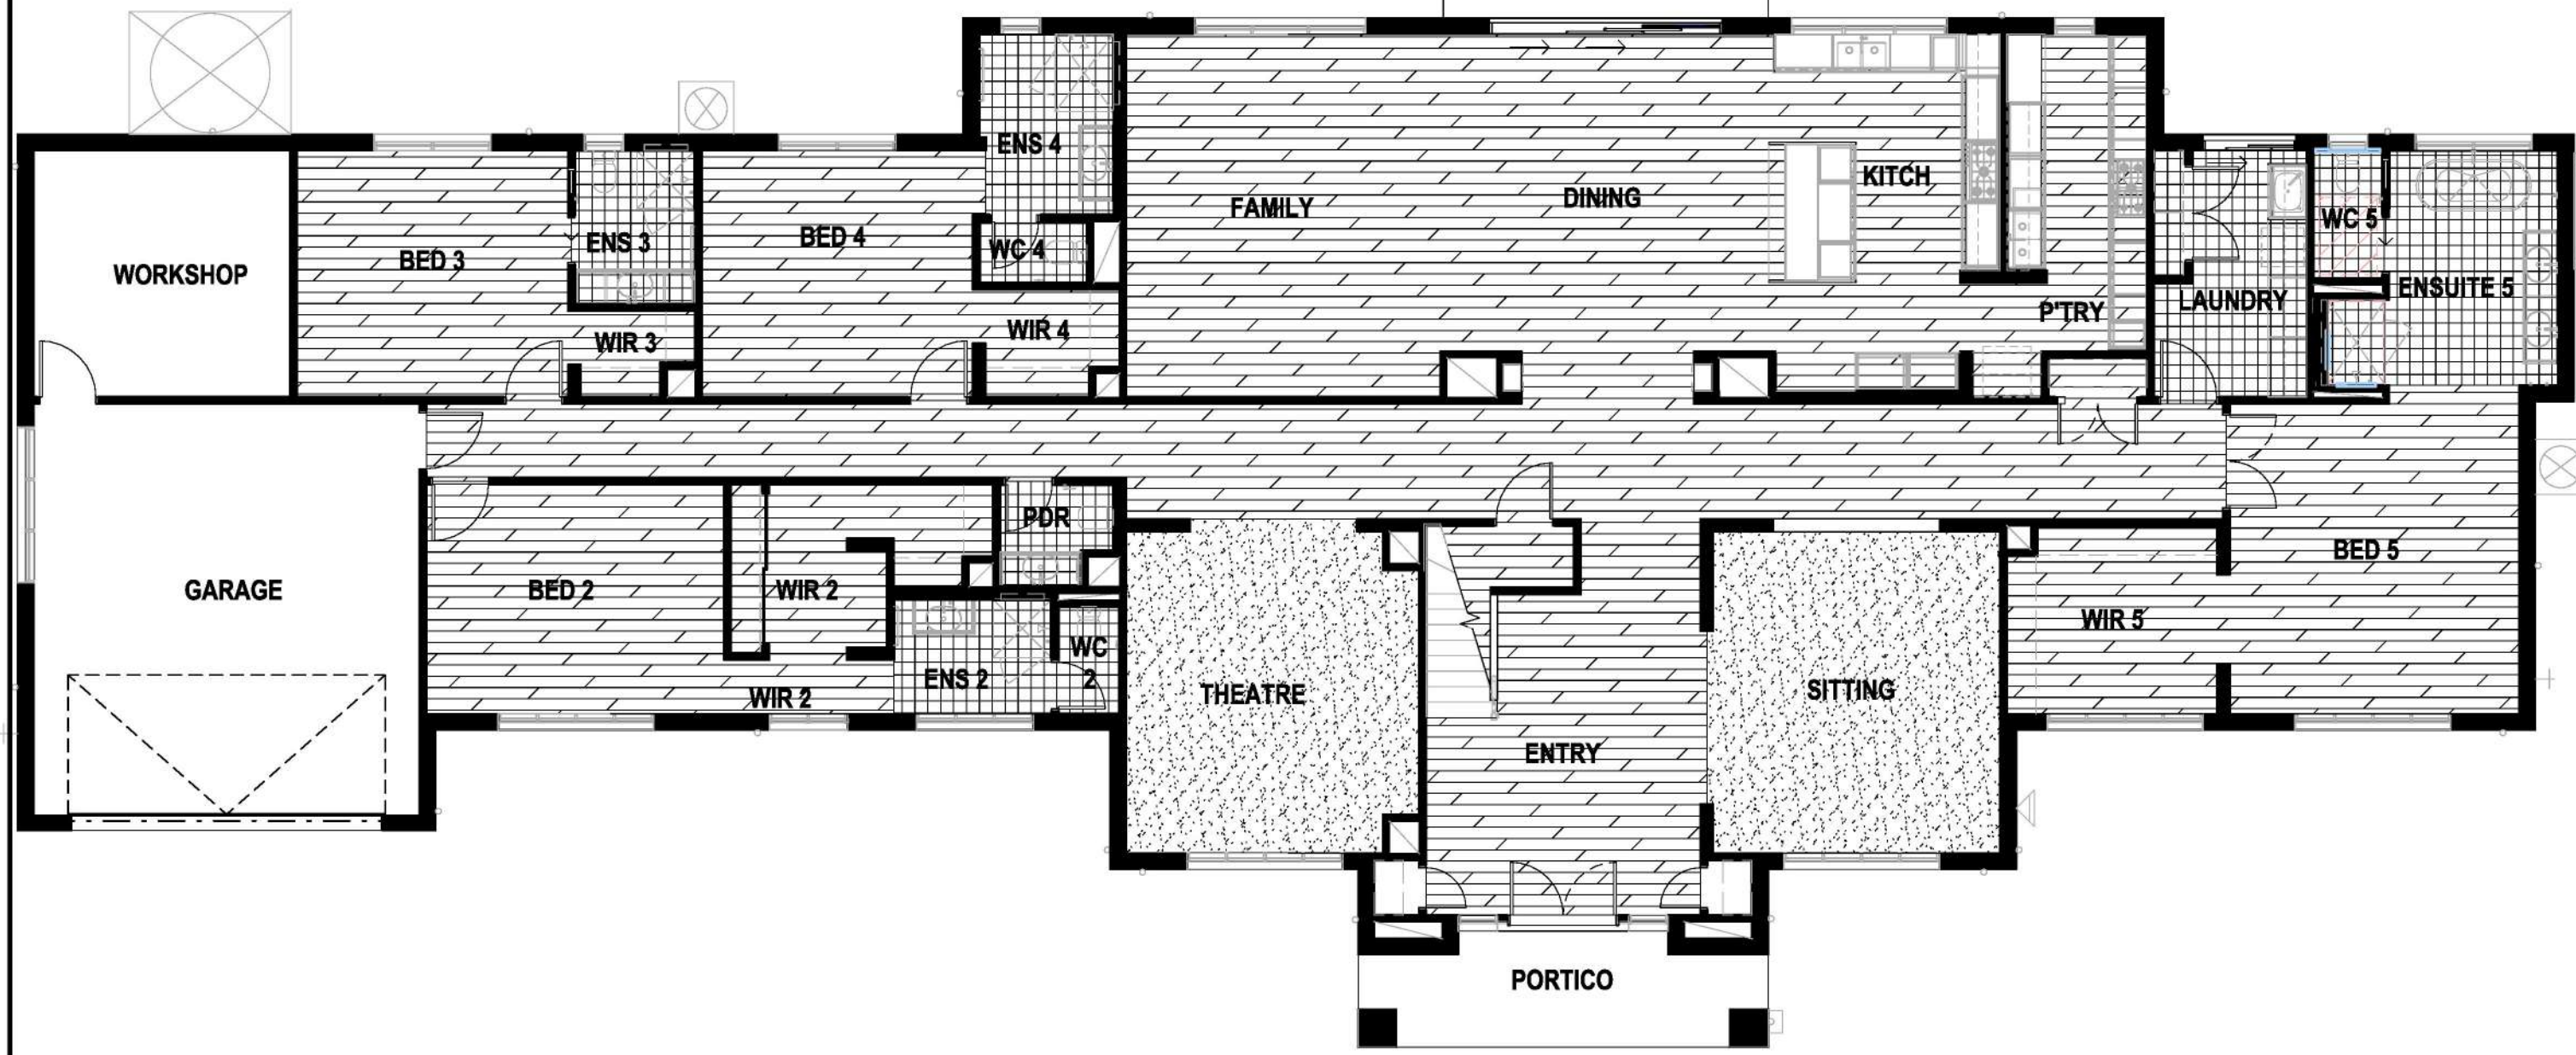 ENS 4
KITCH
DINING
FAMILY
WC 5
BED 4
ENS 3
WC 4
BED 3
WORKSHOP
ENSUITE 5
LAUNDRY
P'TRY
WIR 4
WIR 3
PDR
BED 5
GARAGE
BED 2
WIR 2
WIR 5
WC
2
ENS 2
SITTING
THEATRE
WIR 2
ENTRY
PORTICO